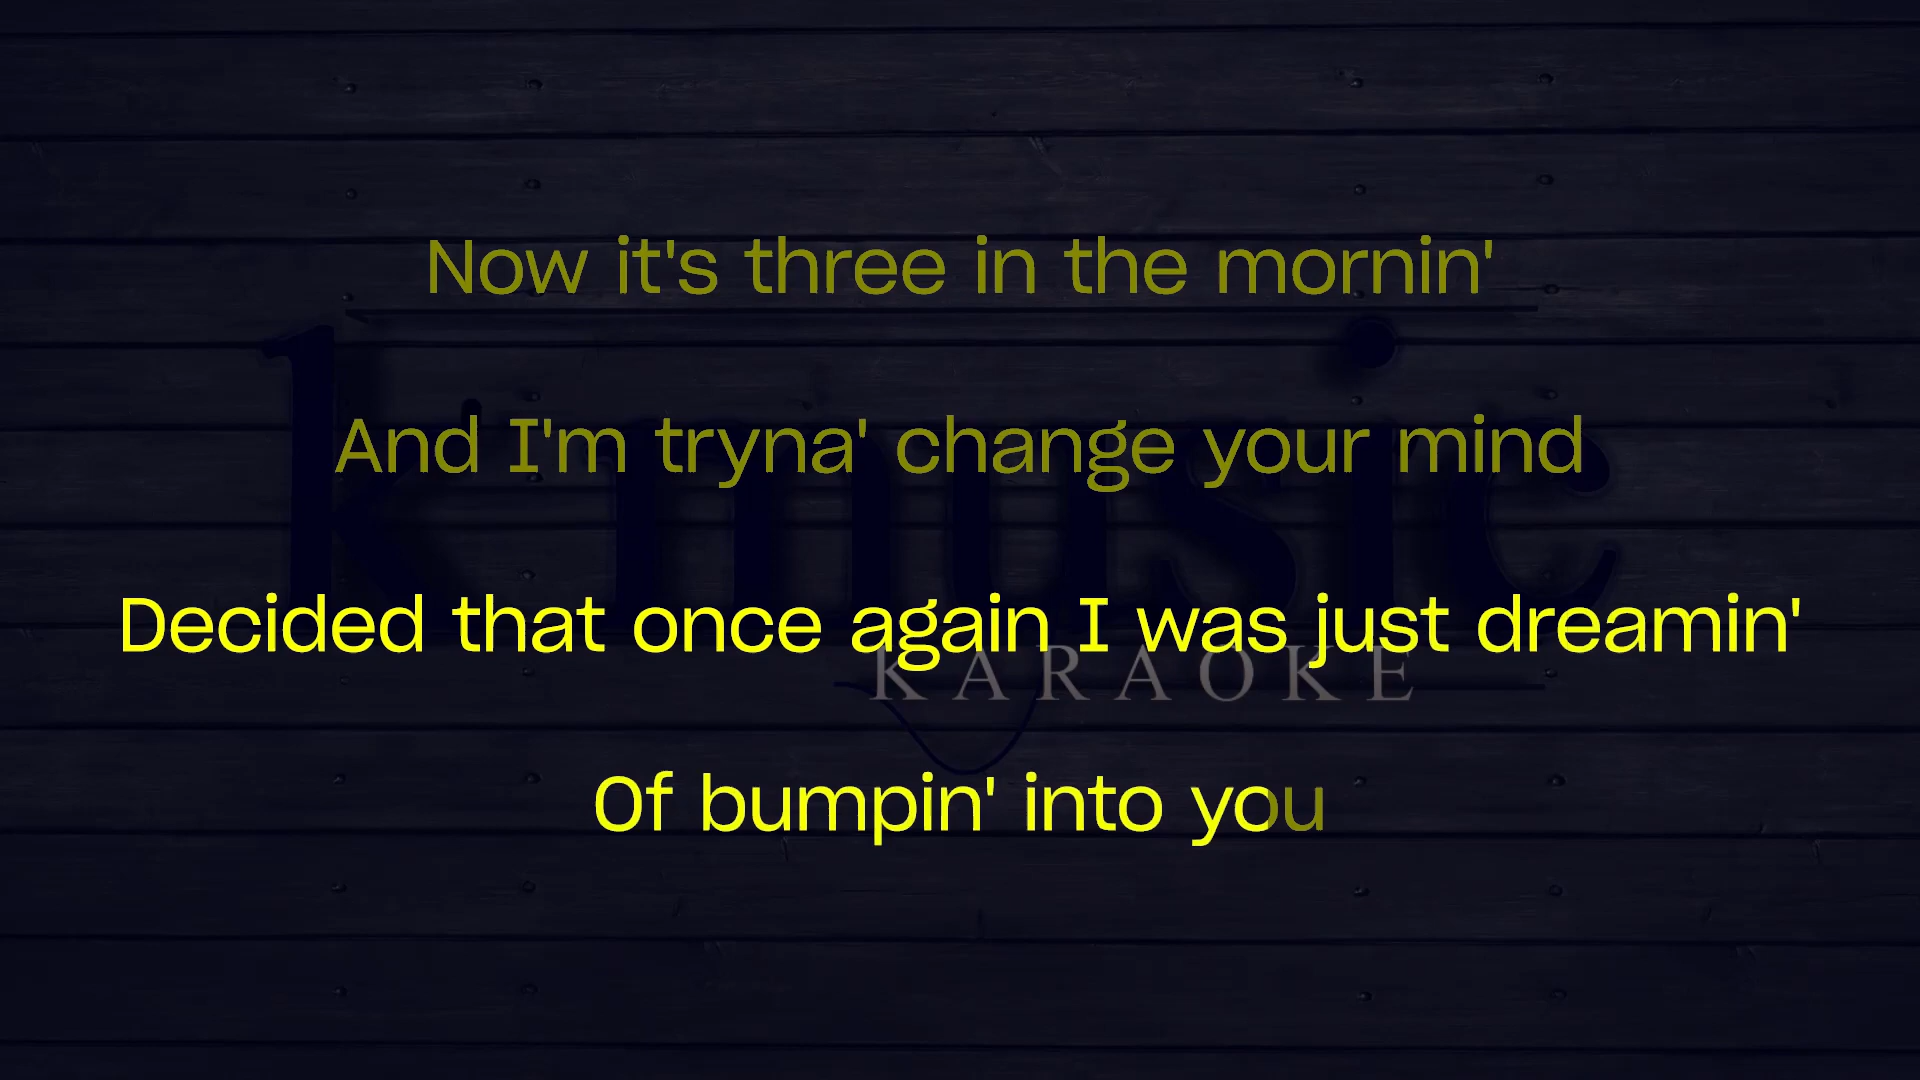 Now it's three in the mornin'
k' music
And I'm tryna' change your mind
Decided that once again I was just dreamin'
KARAOKE
Of bumpin' into you